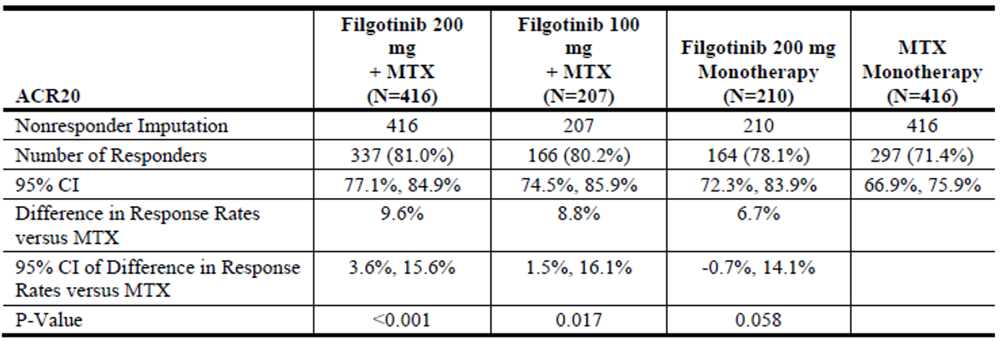 ACR20 Filgotinib 200 mg + MTX (N=416) Filgotinib 100 mg + MTX (N=207) Filgotinib 200 mg Monotherapy (N=210) MTX Monotherapy (N=416)
Nonresponder Imputation 416 207 210 416
Number of Responders 337 (81.0%) 166 (80.2%) 164 (78.1%) 297 (71.4%)
95% CI 77.1%, 84.9% 74.5%, 85.9% 72.3%, 83.9% 66.9%, 75.9%
Difference in Response Rates versus MTX 9.6% 8.8% 6.7%
95% CI of Difference in Response Rates versus MTX 3.6%, 15.6% 1.5%, 16.1% -0.7%, 14.1%
P-Value <0.001 0.017 0.058